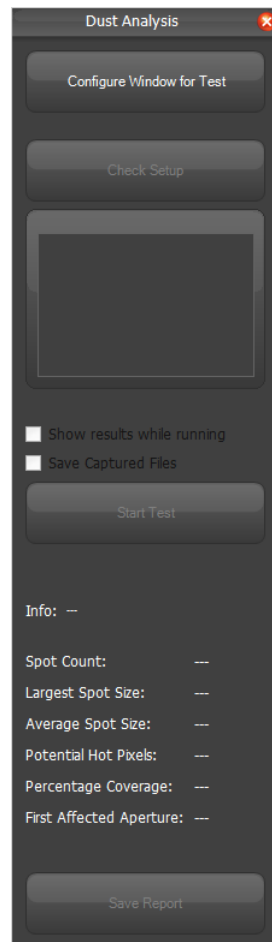 Dust Analysis
Configure Window for Test
Check Setup
Show results while running
Save Captured Files
Start Test
Info: ---
Spot Count: ---
Largest Spot Size: ---
Average Spot Size: ---
Potential Hot Pixels: ---
Percentage Coverage: ---
First Affected Aperture: ---
Save Report